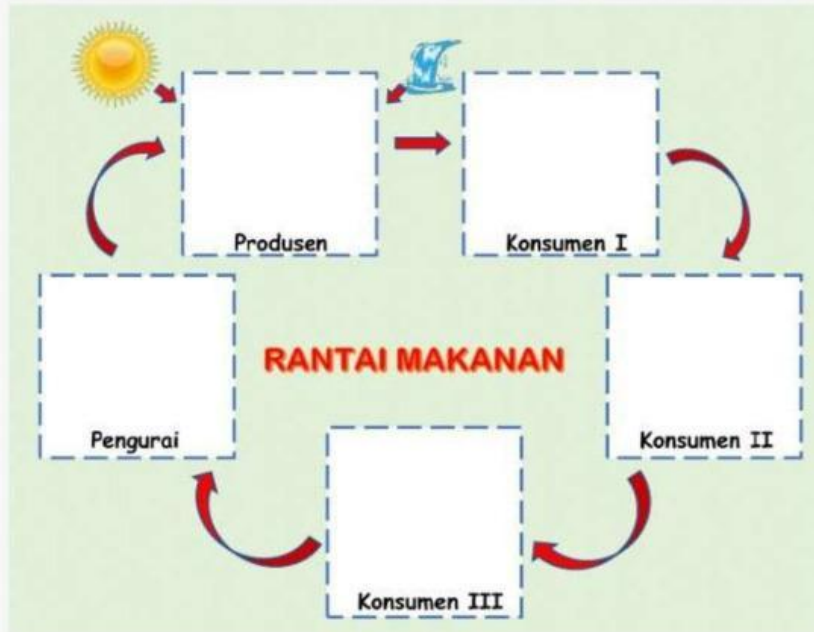 Produsen
Konsumen I
RANTAI MAKANAN
Pengurai
Konsumen II
Konsumen III